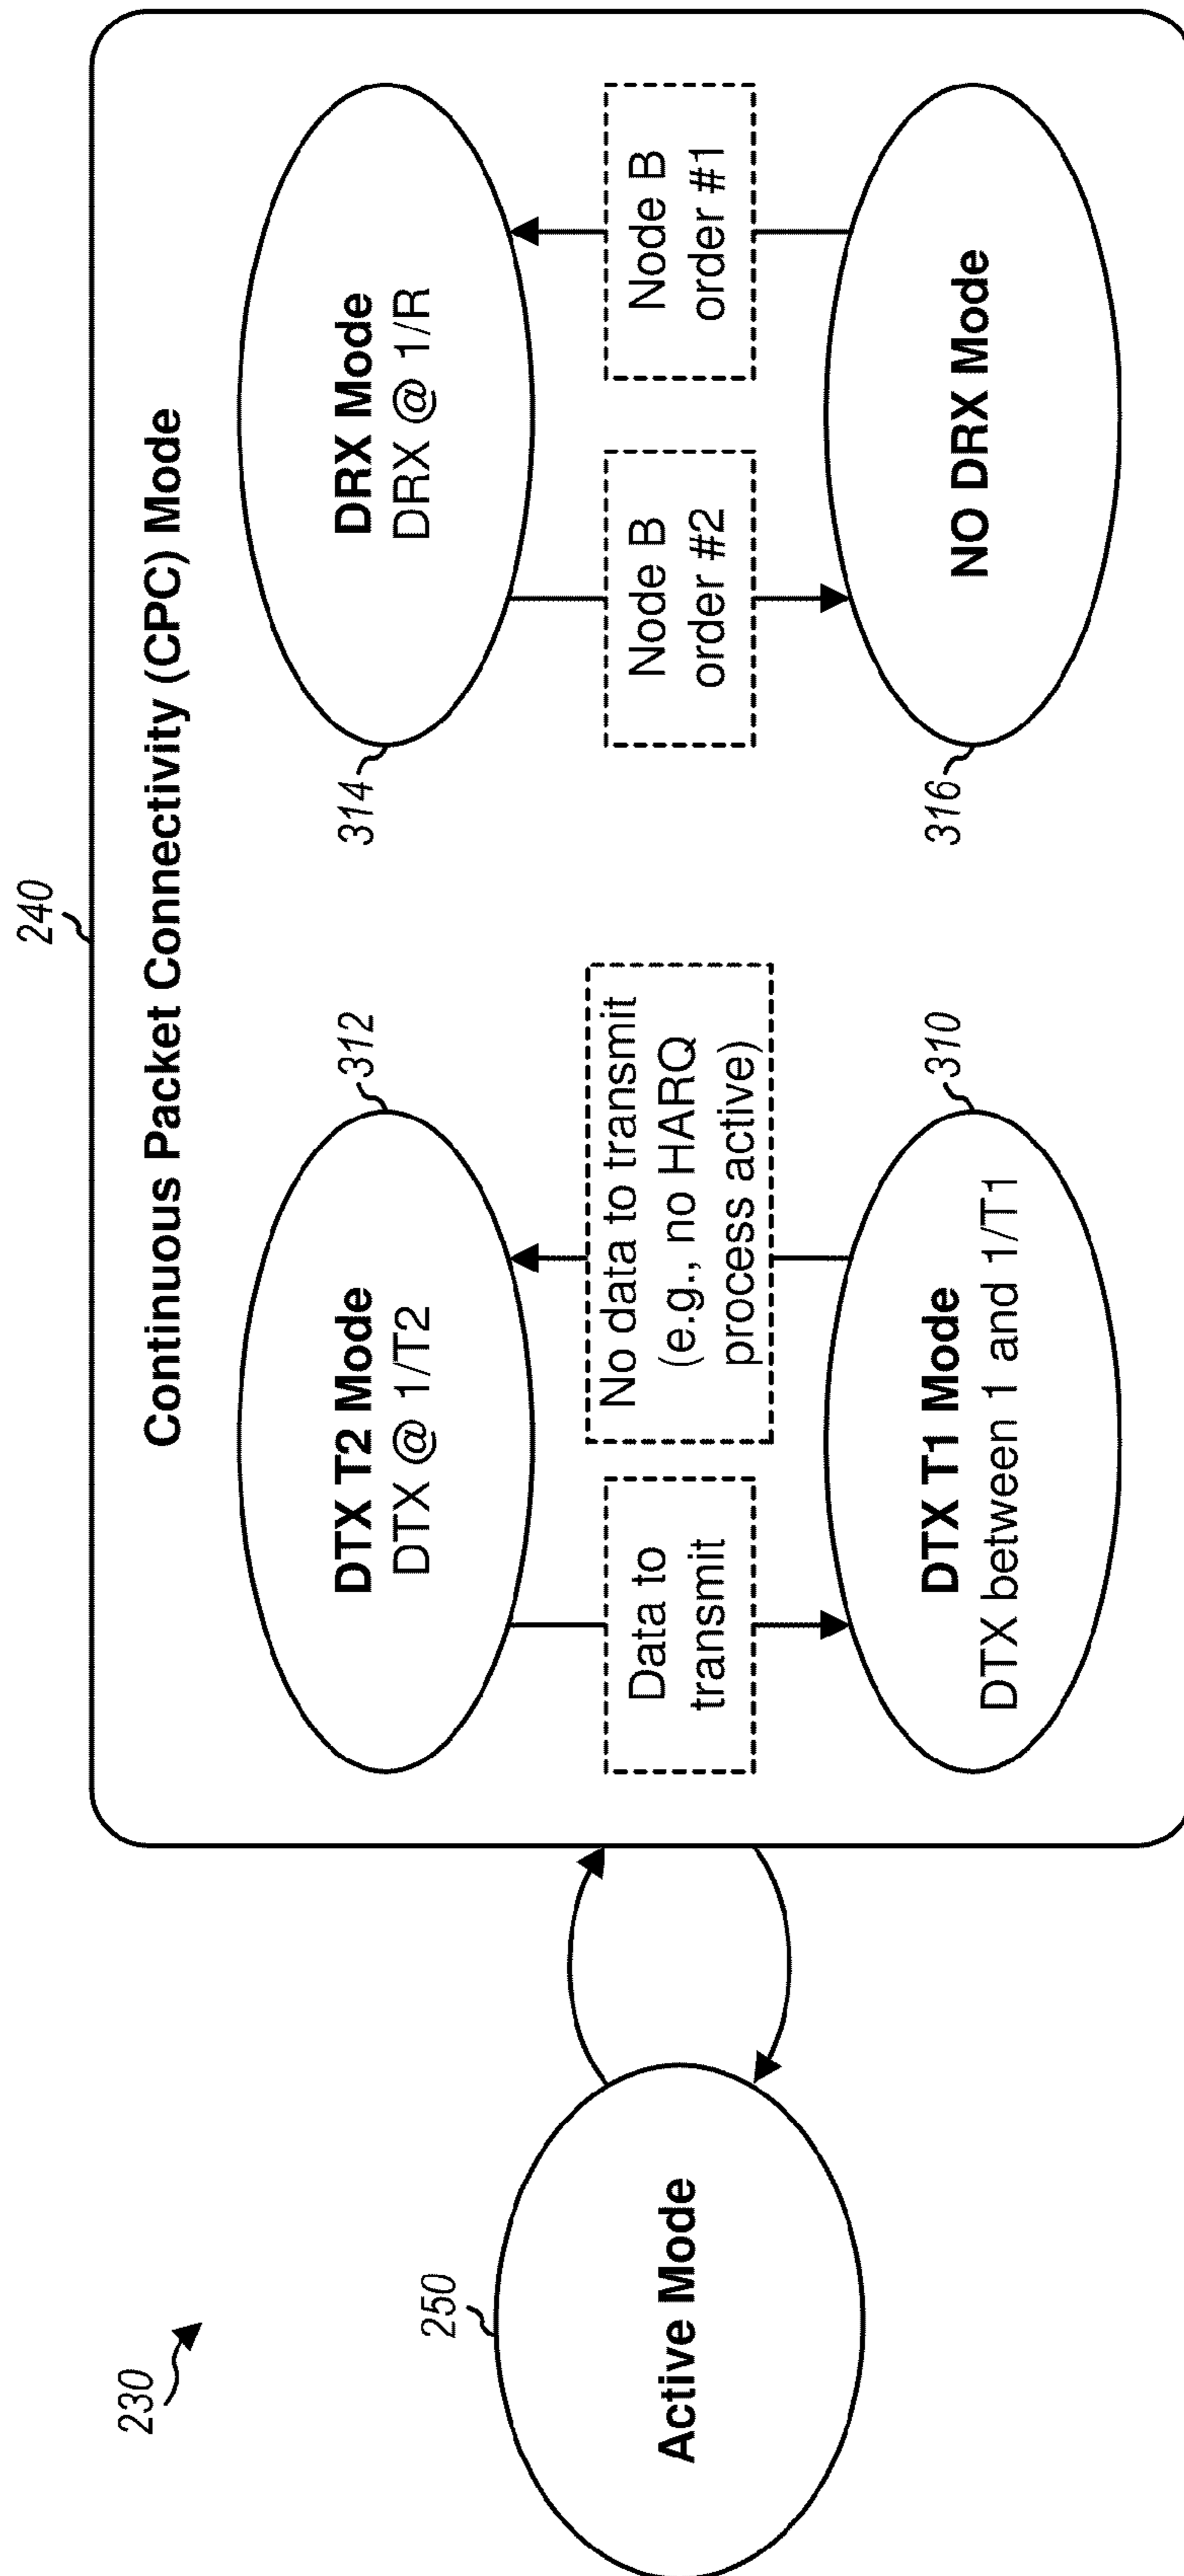 230
240
Continuous Packet Connectivity (CPC) Mode
250
Active Mode
312
DTX T2 Mode
DTX @ 1/T2
Data to
transmit
No data to transmit
(e.g., no HARQ
process active)
310
DTX T1 Mode
DTX between 1 and 1/T1
314
DRX Mode
DRX @ 1/R
Node B
order #2
Node B
order #1
316
NO DRX Mode